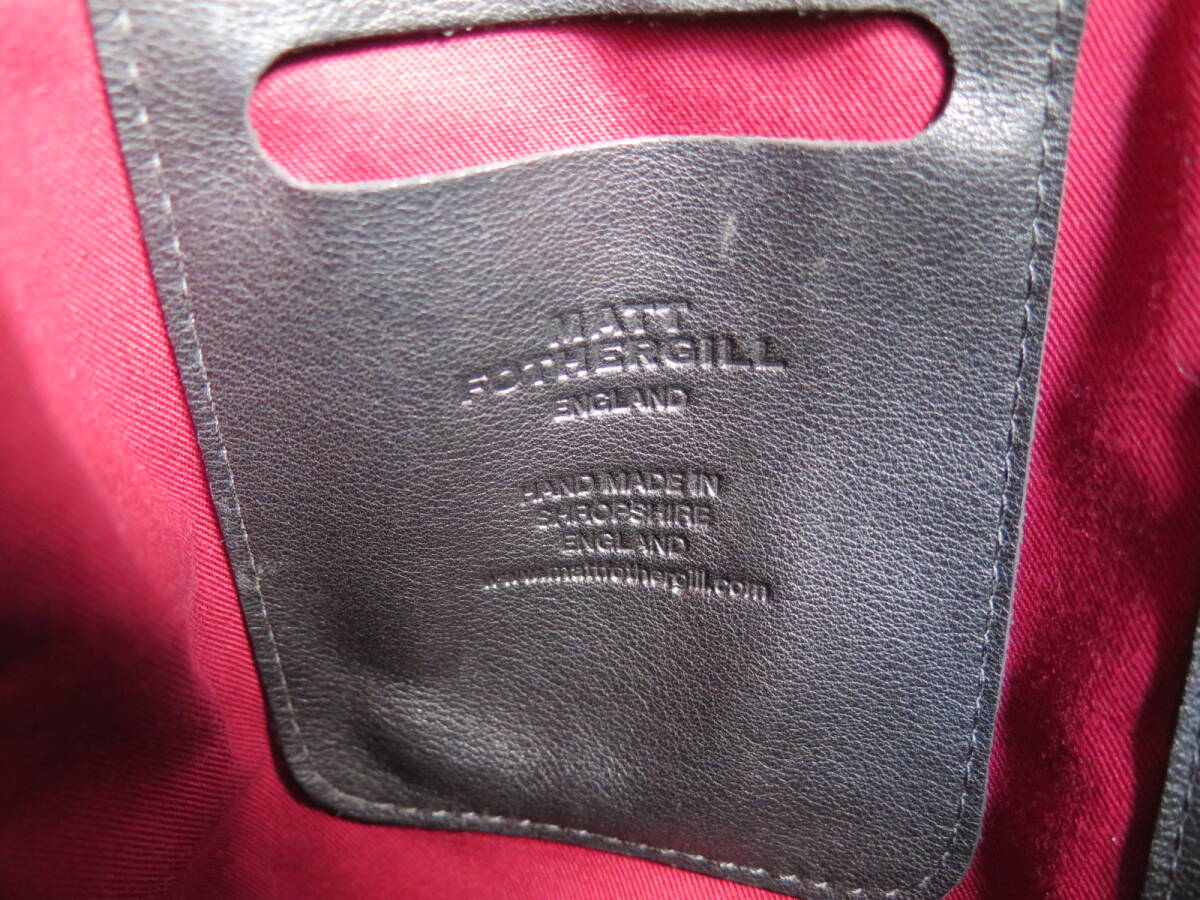 MATT
FOTHERGILL
ENGLAND
HAND MADE IN
SHROPSHIRE
ENGLAND
www.mattfothergill.com